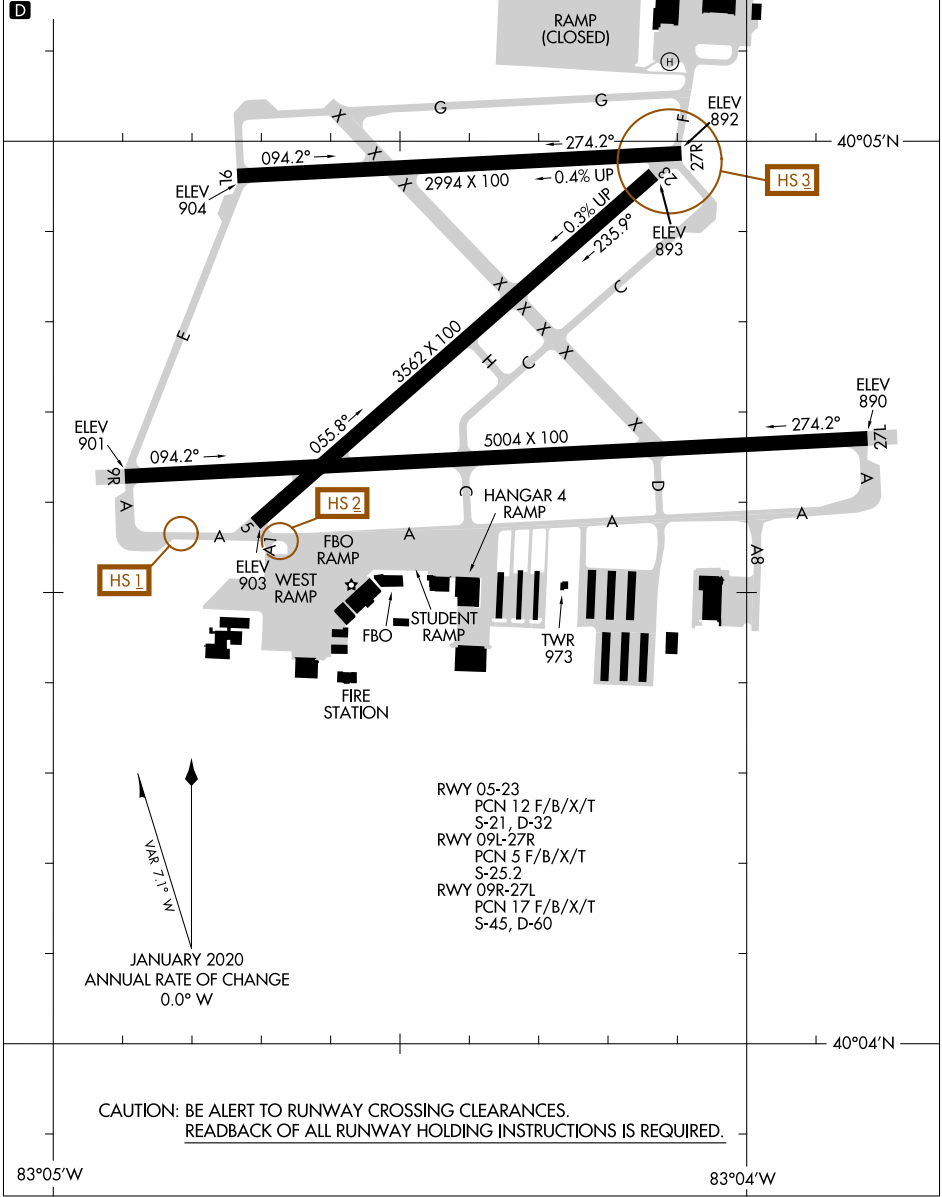 D
RAMP
(CLOSED)
H
G
G
X
F
ELEV
892
40°05'N
094.2°
274.2°
X
27R
9L
2994 X 100
0.4% UP
X
23
HS 3
ELEV
904
0.3% UP
235.9°
ELEV
893
C
X
X
X
X
E
3562 X 100
H
C
ELEV
890
ELEV
901
055.8°
X
274.2°
5004 X 100
27L
094.2°
9R
A
C
D
A
HANGAR 4
RAMP
HS 2
5
A
A1
A
A
A
FBO
RAMP
ELEV
903
WEST
RAMP
A8
HS 1
FBO
STUDENT
RAMP
TWR
973
FIRE
STATION
RWY 05-23
PCN 12 F/B/X/T
S-21, D-32
RWY 09L-27R
PCN 5 F/B/X/T
S-25.2
RWY 09R-27L
PCN 17 F/B/X/T
S-45, D-60
VAR 7.1° W
JANUARY 2020
ANNUAL RATE OF CHANGE
0.0° W
40°04'N
CAUTION: BE ALERT TO RUNWAY CROSSING CLEARANCES.
READBACK OF ALL RUNWAY HOLDING INSTRUCTIONS IS REQUIRED.
83°05'W
83°04'W